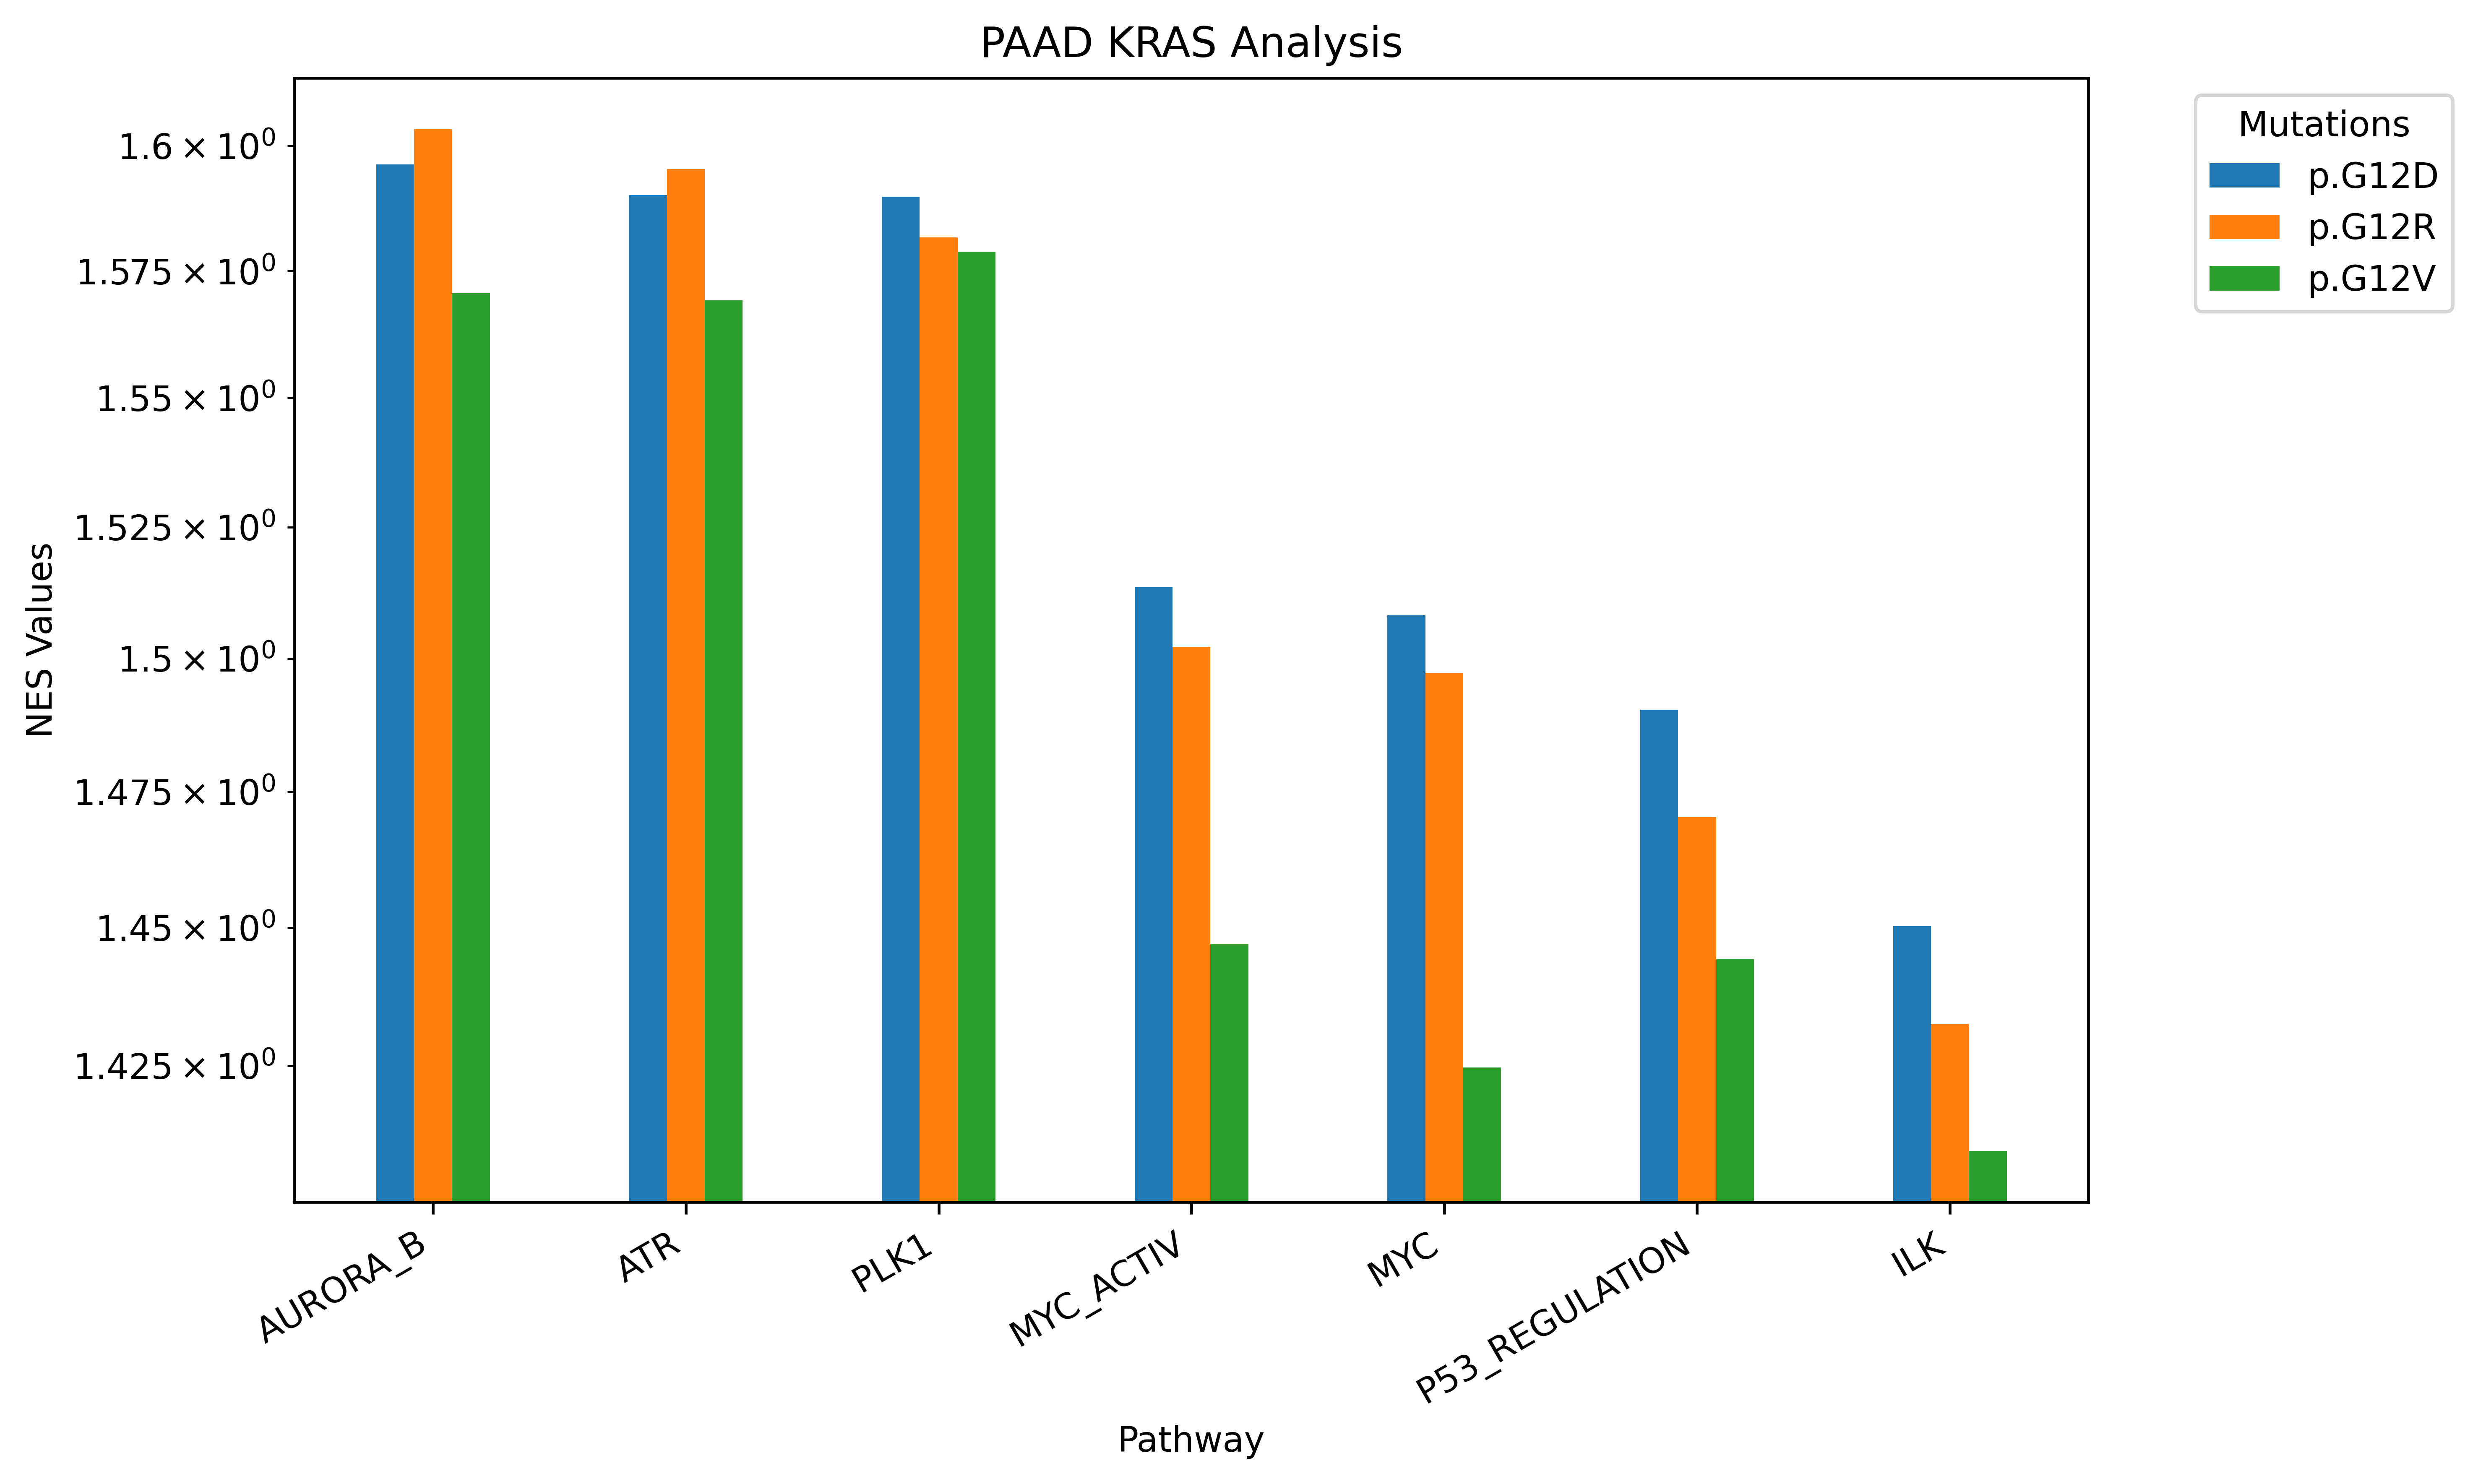 PAAD KRAS Analysis
Mutations
p.G12D
p.G12R
p.G12V
NES Values
1.6 × 10⁰
1.575 × 10⁰
1.55 × 10⁰
1.525 × 10⁰
1.5 × 10⁰
1.475 × 10⁰
1.45 × 10⁰
1.425 × 10⁰
AURORA_B
ATR
PLK1
MYC_ACTIV
MYC
P53_REGULATION
ILK
Pathway